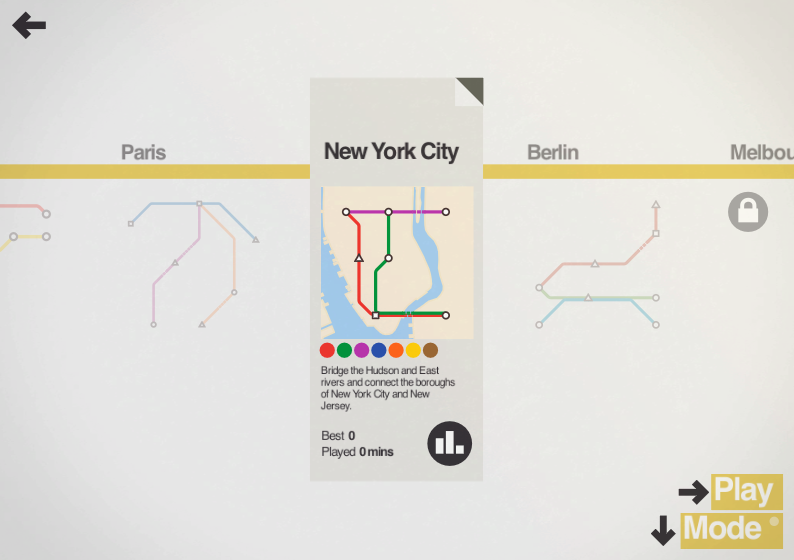 Paris
New York City
Berlin
Melbou
Bridge the Hudson and East
rivers and connect the boroughs
of New York City and New
Jersey.
Best 0
Played 0 mins
Play
Mode